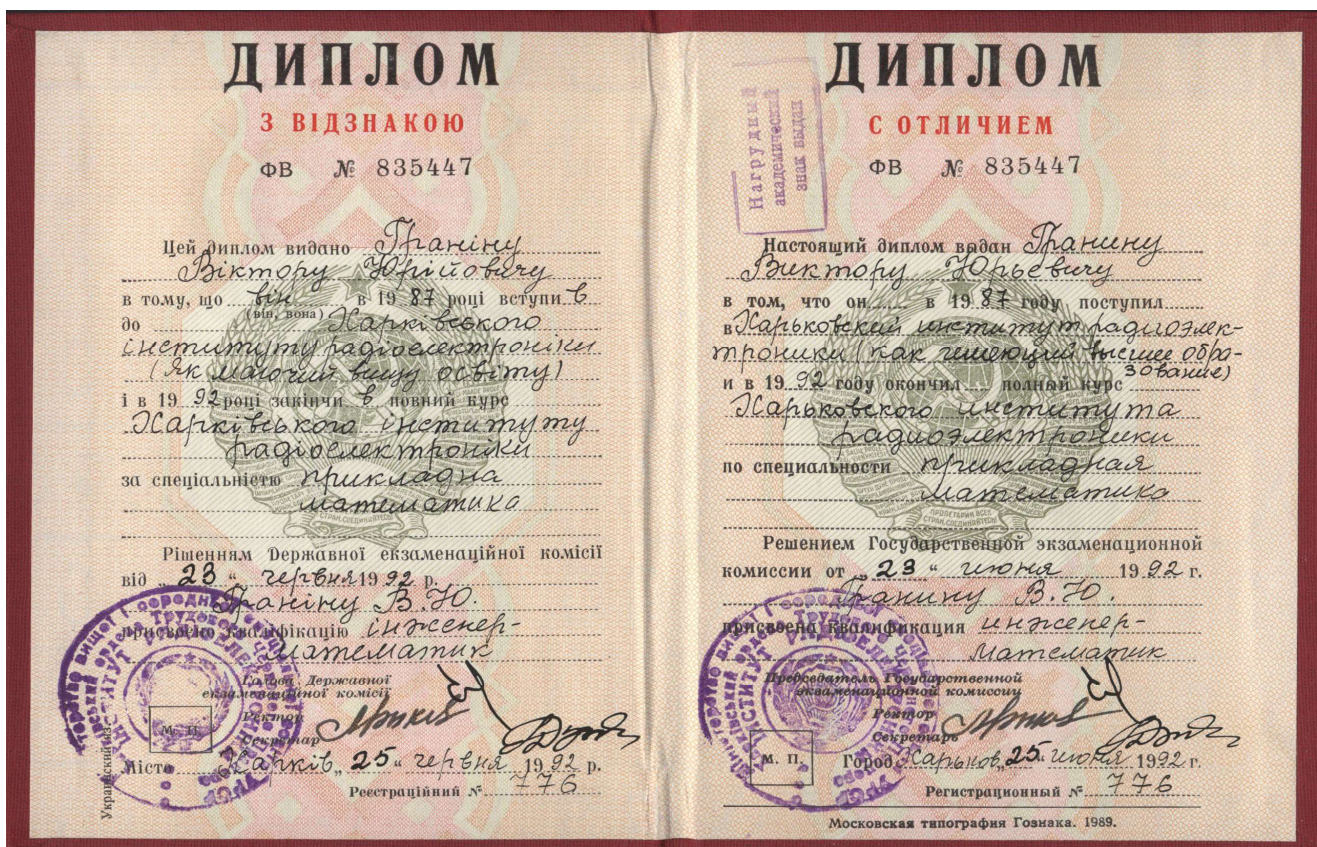 ДИПЛОМ
З ВІДЗНАКОЮ
ФВ № 835447
Цей диплом видано Граніну
Віктору Юрійовичу
в тому, що він в 1987 році вступив
(він, вона)
до Харківського
інституту радіоелектроніки
(Як маючий вищу освіту)
і в 1992 році закінчив повний курс
Харківського інституту
радіоелектроніки
за спеціальністю прикладна
математика
Рішенням Державної екзаменаційної комісії
від „23“ червня 1992 р.
Граніну В.Ю.
присвоєно кваліфікацію інженер-
математик
Голова Державної
екзаменаційної комісії
Ректор
Секретар
М. П.
Місто Харків „25“ червня 1992 р.
Реєстраційний № 776
ДИПЛОМ
С ОТЛИЧИЕМ
ФВ № 835447
Нагрудный
академический
знак выдан
Настоящий диплом выдан Гранину
Виктору Юрьевичу
в том, что он в 1987 году поступил
в Харьковский институт радиоэлек-
троники (как имеющий высшее обра-
зование)
и в 1992 году окончил полный курс
Харьковского института
радиоэлектроники
по специальности прикладная
математика
Решением Государственной экзаменационной
комиссии от „23“ июня 1992 г.
Гранину В.Ю.
присвоена квалификация инженер-
математик
Председатель Государственной
экзаменационной комиссии
Ректор
Секретарь
М. П.
Город Харьков „25“ июня 1992 г.
Регистрационный № 776
Московская типография Гознака. 1989.